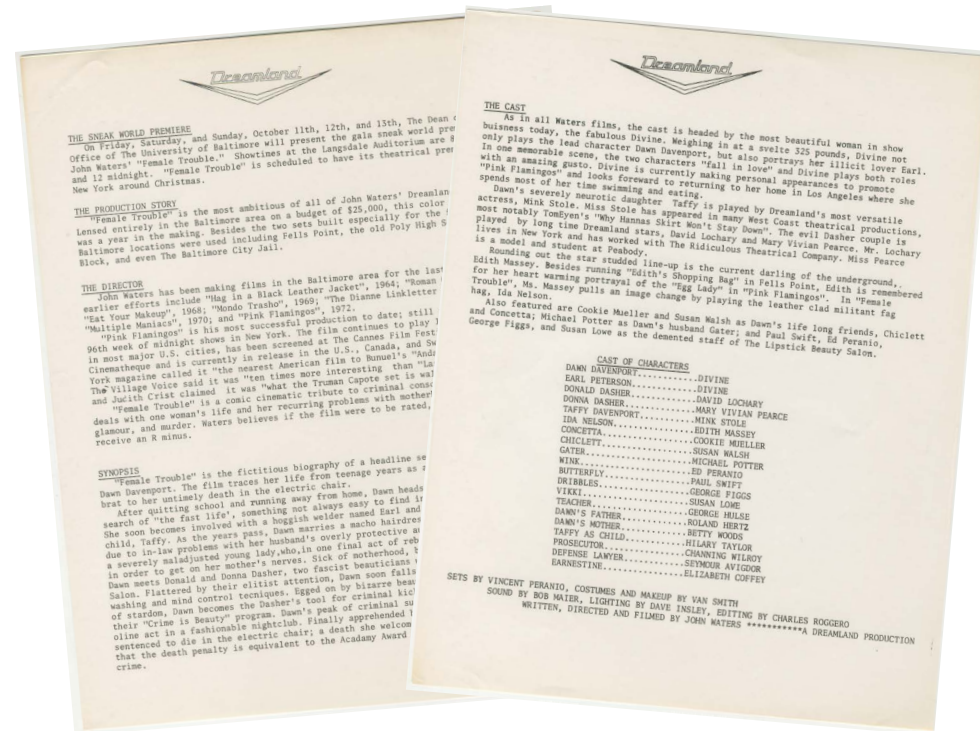 Dreamland
THE SNEAK WORLD PREMIERE
On Friday, Saturday, and Sunday, October 11th, 12th, and 13th, The Dean
Office of The University of Baltimore will present the gala sneak world pre
John Waters' "Female Trouble." Showtimes at the Langsdale Auditorium are
and 12 midnight. "Female Trouble" is scheduled to have its theatrical prem
New York around Christmas.
THE PRODUCTION STORY
"Female Trouble" is the most ambitious of all of John Waters' Dreamlan
Lensed entirely in the Baltimore area on a budget of $25,000, this color
was a year in the making. Besides the two sets built especially for the
Baltimore locations were used including Fells Point, the old Poly High S
Block, and even The Baltimore City Jail.
THE DIRECTOR
John Waters has been making films in the Baltimore area for the last
earlier efforts include "Hag in a Black Leather Jacket", 1964; "Roman
"Eat Your Makeup", 1968; "Mondo Trasho", 1969; "The Dianne Linkletter
"Multiple Maniacs", 1970; and "Pink Flamingos", 1972.
"Pink Flamingos" is his most successful production to date; still
96th week of midnight shows in New York. The film continues to play
in most major U.S. cities, has been screened at The Cannes Film Fest
Cinematheque and is currently in release in the U.S., Canada, and Sw
York magazine called it "the nearest American film to Bunuel's "Anda
The Village Voice said it was "ten times more interesting than "La
and Judith Crist claimed it was "what the Truman Capote set is wa
"Female Trouble" is a comic cinematic tribute to criminal consc
deals with one woman's life and her recurring problems with mother
glamour, and murder. Waters believes if the film were to be rated,
receive an R minus.
SYNOPSIS
"Female Trouble" is the fictitious biography of a headline se
Dawn Davenport. The film traces her life from teenage years as a
brat to her untimely death in the electric chair.
After quitting school and running away from home, Dawn heads
search of "the fast life', something not always easy to find in
She soon becomes involved with a hoggish welder named Earl and
child, Taffy. As the years pass, Dawn marries a macho hairdres
due to in-law problems with her husband's overly protective a
a severely maladjusted young lady,who,in one final act of reb
in order to get on her mother's nerves. Sick of motherhood,
Dawn meets Donald and Donna Dasher, two fascist beauticians
Salon. Flattered by their elitist attention, Dawn soon falls
washing and mind control tecniques. Egged on by bizarre beau
of stardom, Dawn becomes the Dasher's tool for criminal kic
their "Crime is Beauty" program. Dawn's peak of criminal su
oline act in a fashionable nightclub. Finally apprehended
sentenced to die in the electric chair; a death she welcom
that the death penalty is equivalent to the Acadamy Award
crime.
Dreamland
THE CAST
As in all Waters films, the cast is headed by the most beautiful woman in show
buisness today, the fabulous Divine. Weighing in at a svelte 325 pounds, Divine not
only plays the lead character Dawn Davenport, but also portrays her illicit lover Earl.
In one memorable scene, the two characters "fall in love" and Divine plays both roles
with an amazing gusto. Divine is currently making personal appearances to promote
"Pink Flamingos" and looks forward to returning to her home in Los Angeles where she
spends most of her time swimming and eating.
Dawn's severely neurotic daughter Taffy is played by Dreamland's most versatile
actress, Mink Stole. Miss Stole has appeared in many West Coast theatrical productions,
most notably TomEyen's "Why Hannas Skirt Won't Stay Down". The evil Dasher couple is
played by long time Dreamland stars, David Lochary and Mary Vivian Pearce. Mr. Lochary
lives in New York and has worked with The Ridiculous Theatrical Company. Miss Pearce
is a model and student at Peabody.
Rounding out the star studded line-up is the current darling of the underground,.
Edith Massey. Besides running "Edith's Shopping Bag" in Fells Point, Edith is remembered
for her heart warming portrayal of the "Egg Lady" in "Pink Flamingos". In "Female
Trouble", Ms. Massey pulls an image change by playing the leather clad militant fag
hag, Ida Nelson.
Also featured are Cookie Mueller and Susan Walsh as Dawn's life long friends, Chiclett
and Concetta; Michael Potter as Dawn's husband Gater; and Paul Swift, Ed Peranio,
George Figgs, and Susan Lowe as the demented staff of The Lipstick Beauty Salon.
CAST OF CHARACTERS
DAWN DAVENPORT............DIVINE
EARL PETERSON.............DIVINE
DONALD DASHER.............DAVID LOCHARY
DONNA DASHER..............MARY VIVIAN PEARCE
TAFFY DAVENPORT...........MINK STOLE
IDA NELSON................EDITH MASSEY
CONCETTA..................COOKIE MUELLER
CHICLETT..................SUSAN WALSH
GATER.....................MICHAEL POTTER
WINK......................ED PERANIO
BUTTERFLY.................PAUL SWIFT
DRIBBLES..................GEORGE FIGGS
VIKKI.....................SUSAN LOWE
TEACHER...................GEORGE HULSE
DAWN'S FATHER.............ROLAND HERTZ
DAWN'S MOTHER.............BETTY WOODS
TAFFY AS CHILD............HILARY TAYLOR
PROSECUTOR................CHANNING WILROY
DEFENSE LAWYER............SEYMOUR AVIGDOR
EARNESTINE................ELIZABETH COFFEY
SETS BY VINCENT PERANIO, COSTUMES AND MAKEUP BY VAN SMITH
SOUND BY BOB MAIER, LIGHTING BY DAVE INSLEY, EDITING BY CHARLES ROGGERO
WRITTEN, DIRECTED AND FILMED BY JOHN WATERS ***********A DREAMLAND PRODUCTION